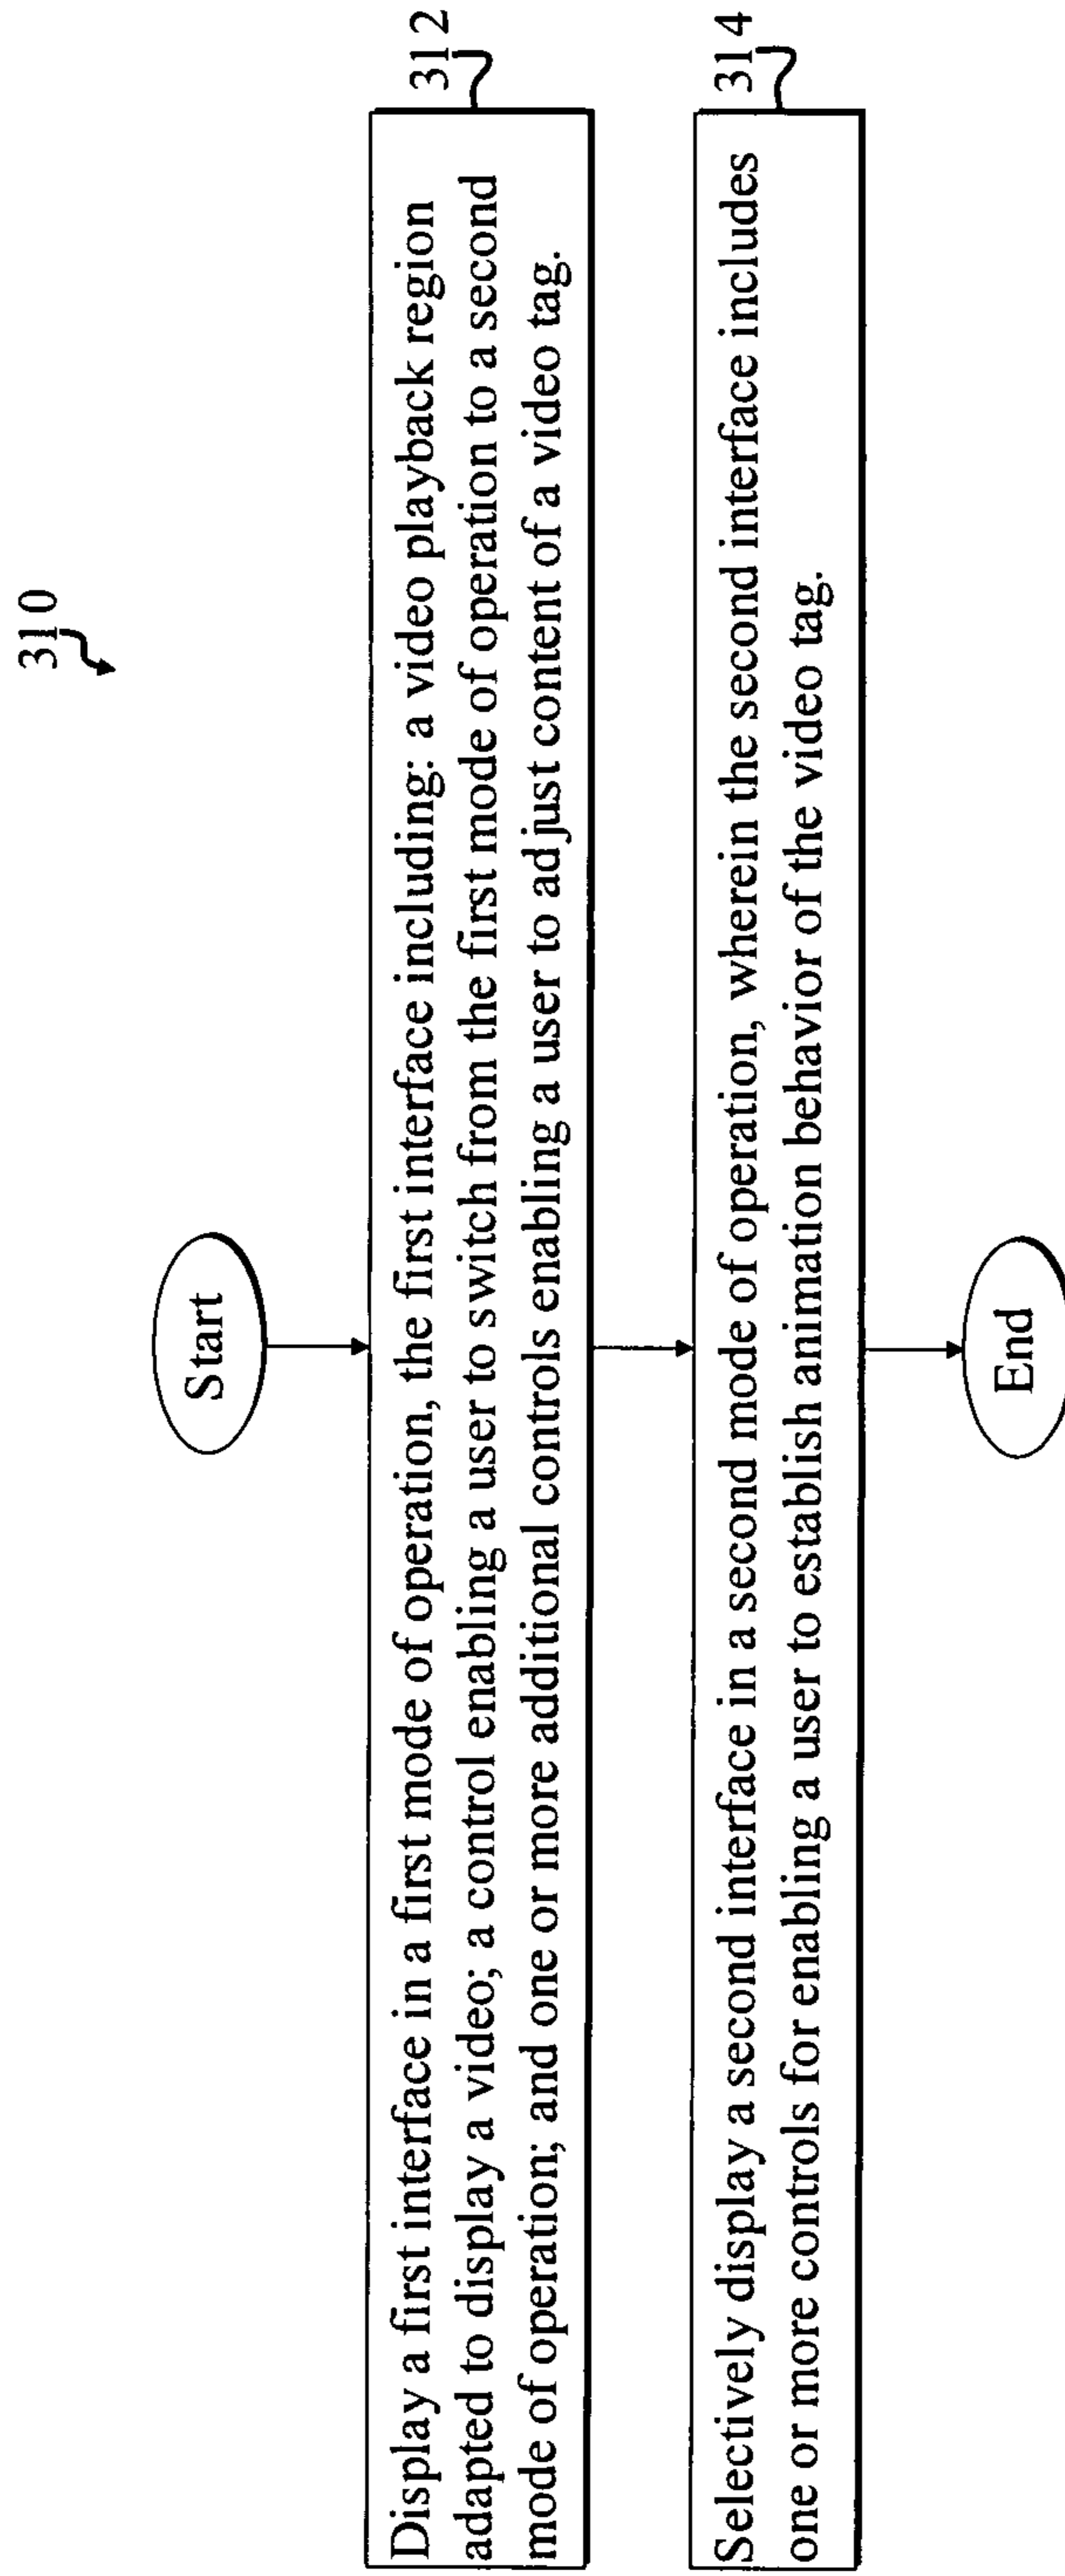 310
Start
Display a first interface in a first mode of operation, the first interface including: a video playback region
adapted to display a video; a control enabling a user to switch from the first mode of operation to a second
mode of operation; and one or more additional controls enabling a user to adjust content of a video tag.
312
Selectively display a second interface in a second mode of operation, wherein the second interface includes
one or more controls for enabling a user to establish animation behavior of the video tag.
314
End